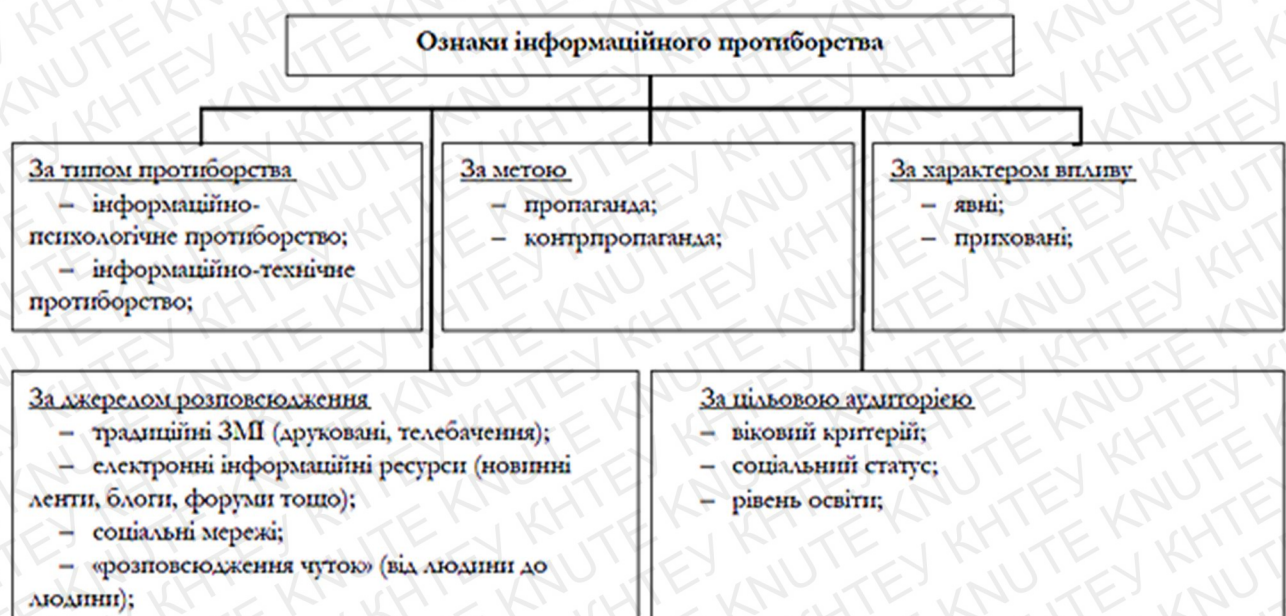 Ознаки інформаційного протиборства
За типом протиборства
– інформаційно-
психологічне протиборство;
– інформаційно-технічне
протиборство;
За метою
– пропаганда;
– контрпропаганда;
За характером впливу
– явні;
– приховані;
За джерелом розповсюдження
– традиційні ЗМІ (друковані, телебачення);
– електронні інформаційні ресурси (новинні
ленти, блоги, форуми тощо);
– соціальні мережі;
– «розповсюдження чуток» (від людини до
людини);
За цільовою аудиторією
– віковий критерій;
– соціальний статус;
– рівень освіти;